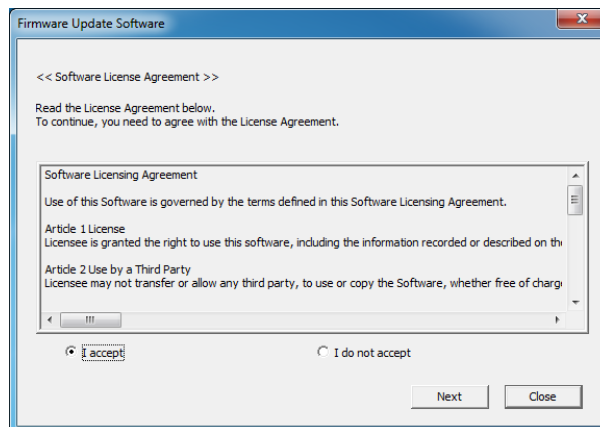 Firmware Update Software
<< Software License Agreement >>
Read the License Agreement below.
To continue, you need to agree with the License Agreement.
Software Licensing Agreement
Use of this Software is governed by the terms defined in this Software Licensing Agreement.
Article 1 License
Licensee is granted the right to use this software, including the information recorded or described on
Article 2 Use by a Third Party
Licensee may not transfer or allow any third party, to use or copy the Software, whether free of
I accept
I do not accept
Next
Close